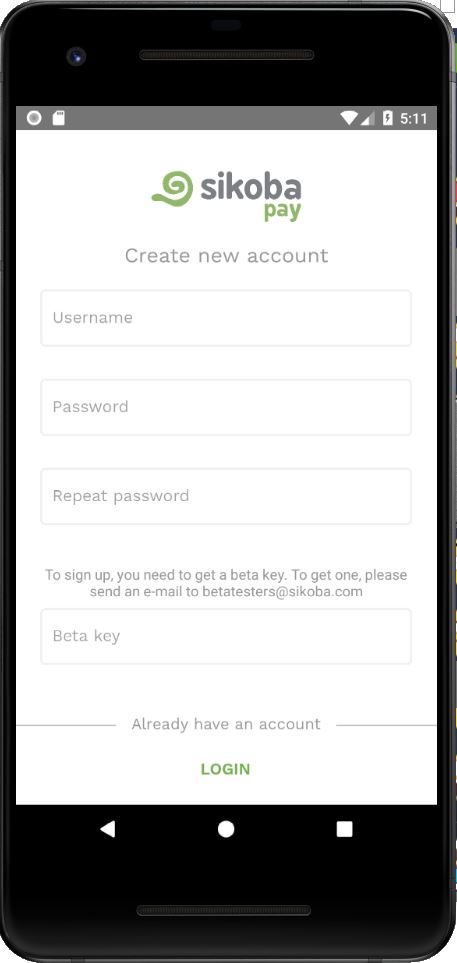 5:11
sikoba
pay
Create new account
Username
Password
Repeat password
To sign up, you need to get a beta key. To get one, please
send an e-mail to betatesters@sikoba.com
Beta key
Already have an account
LOGIN